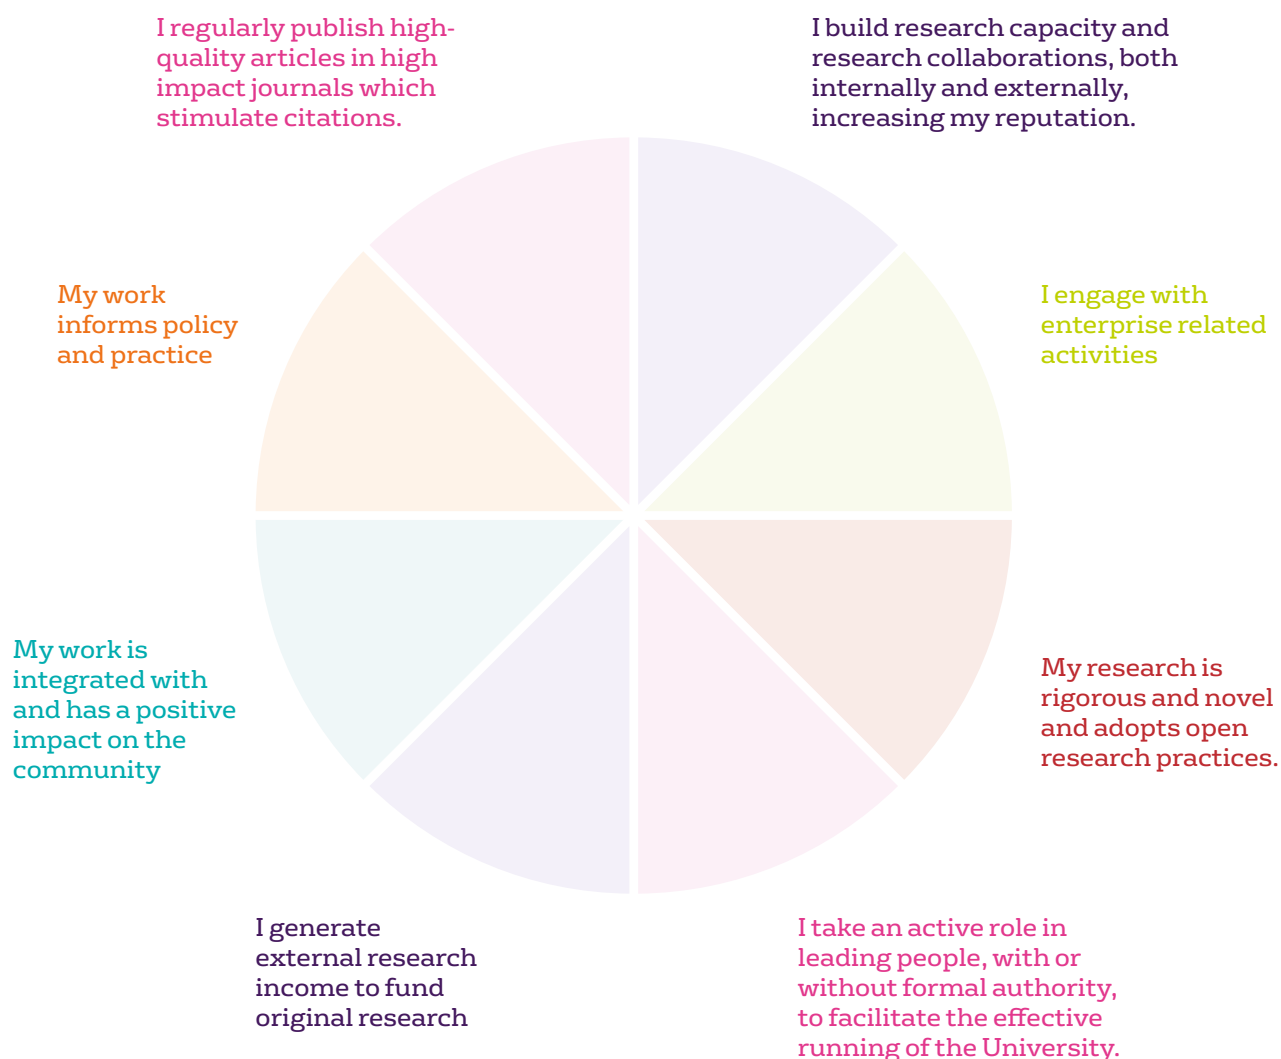 I regularly publish high-
quality articles in high
impact journals which
stimulate citations.
I build research capacity and
research collaborations, both
internally and externally,
increasing my reputation.
My work
informs policy
and practice
I engage with
enterprise related
activities
My work is
integrated with
and has a positive
impact on the
community
My research is
rigorous and novel
and adopts open
research practices.
I generate
external research
income to fund
original research
I take an active role in
leading people, with or
without formal authority,
to facilitate the effective
running of the University.